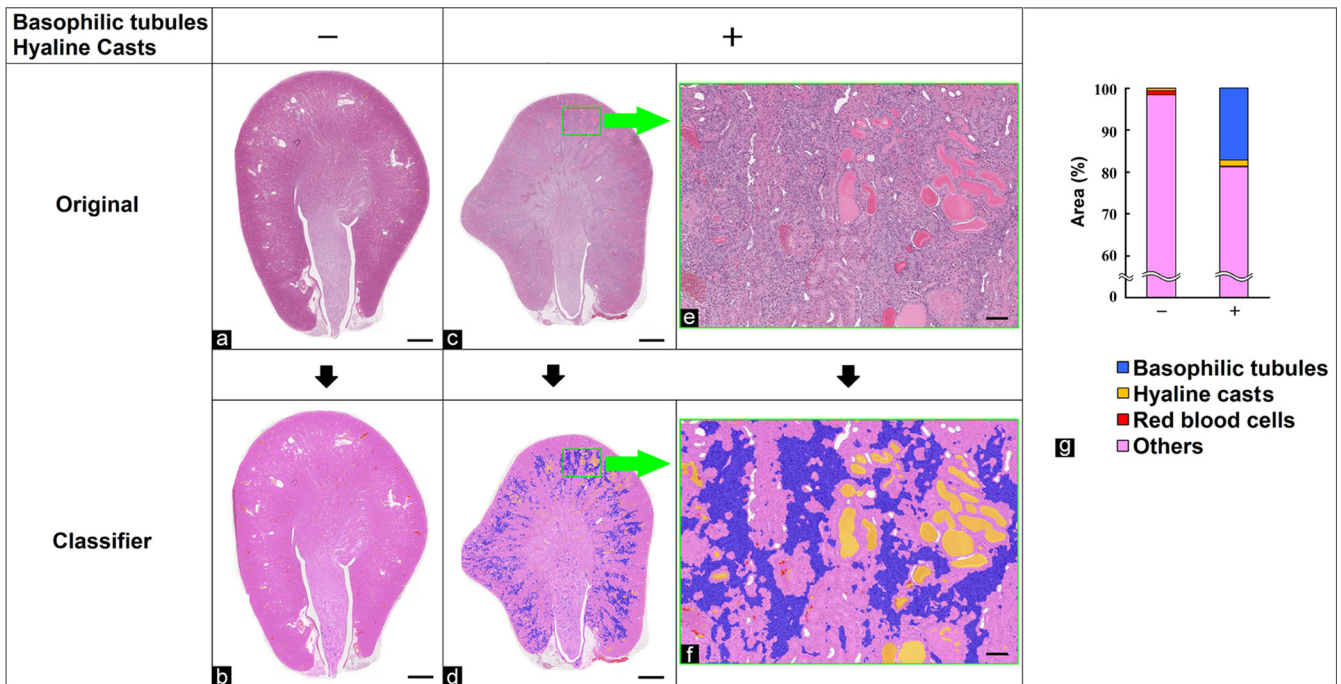 Basophilic tubules
Hyaline Casts
−
+
Original
a
c
e
Classifier
b
d
f
100
90
80
70
60
0
Area (%)
−
+
Basophilic tubules
Hyaline casts
Red blood cells
Others
g